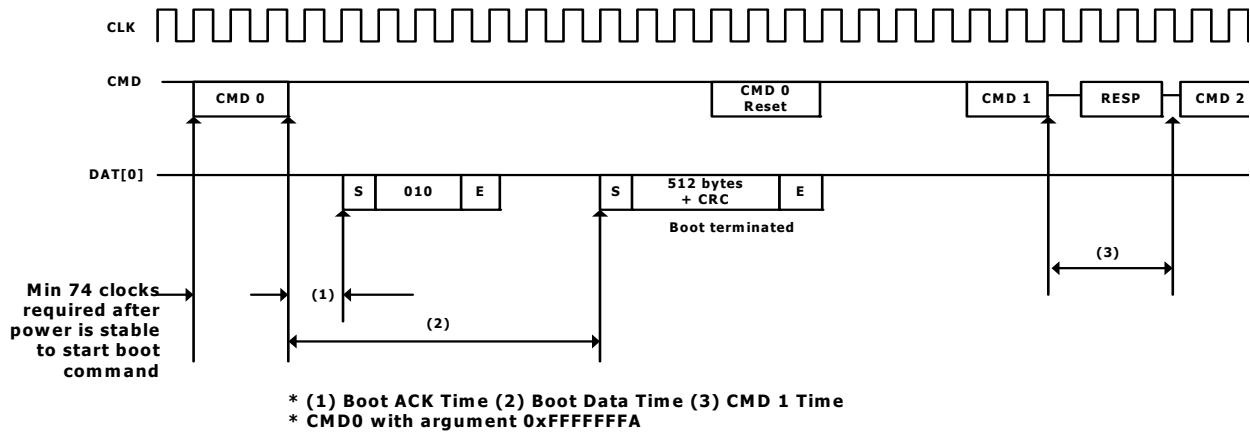 CLK
CMD
CMD 0
CMD 0
Reset
CMD 1
RESP
CMD 2
DAT[0]
S
010
E
S
512 bytes
+ CRC
E
Boot terminated
(3)
Min 74 clocks
required after
power is stable
to start boot
command
(1)
(2)
* (1) Boot ACK Time (2) Boot Data Time (3) CMD 1 Time
* CMD0 with argument 0xFFFFFFFA